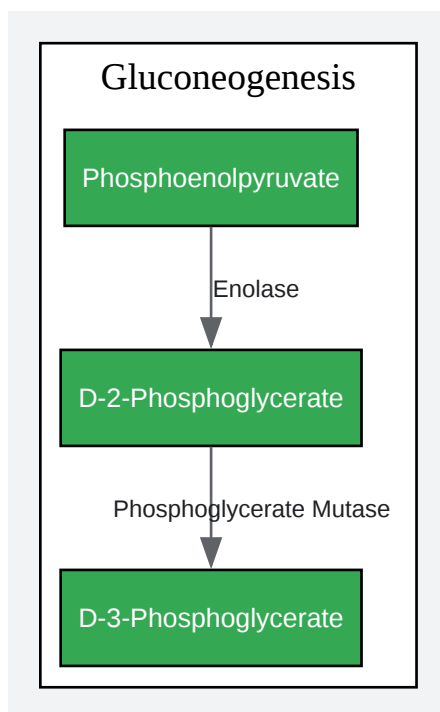 Gluconeogenesis
Phosphoenolpyruvate
Enolase
D-2-Phosphoglycerate
Phosphoglycerate Mutase
D-3-Phosphoglycerate